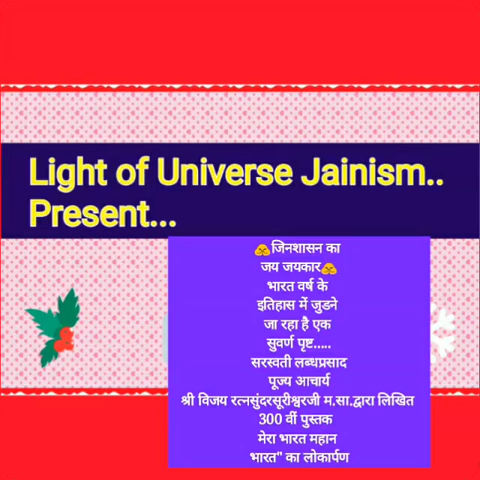 Light of Universe Jainism..
Present...
🙏जिनशासन का
जय जयकार🙏
भारत वर्ष के
इतिहास में जुडने
जा रहा है एक
सुवर्ण पृष्ट.....
सरस्वती लब्धप्रसाद
पूज्य आचार्य
श्री विजय रत्नसुंदरसूरीश्वरजी म.सा.द्वारा लिखित
300 वीं पुस्तक
मेरा भारत महान
भारत" का लोकार्पण